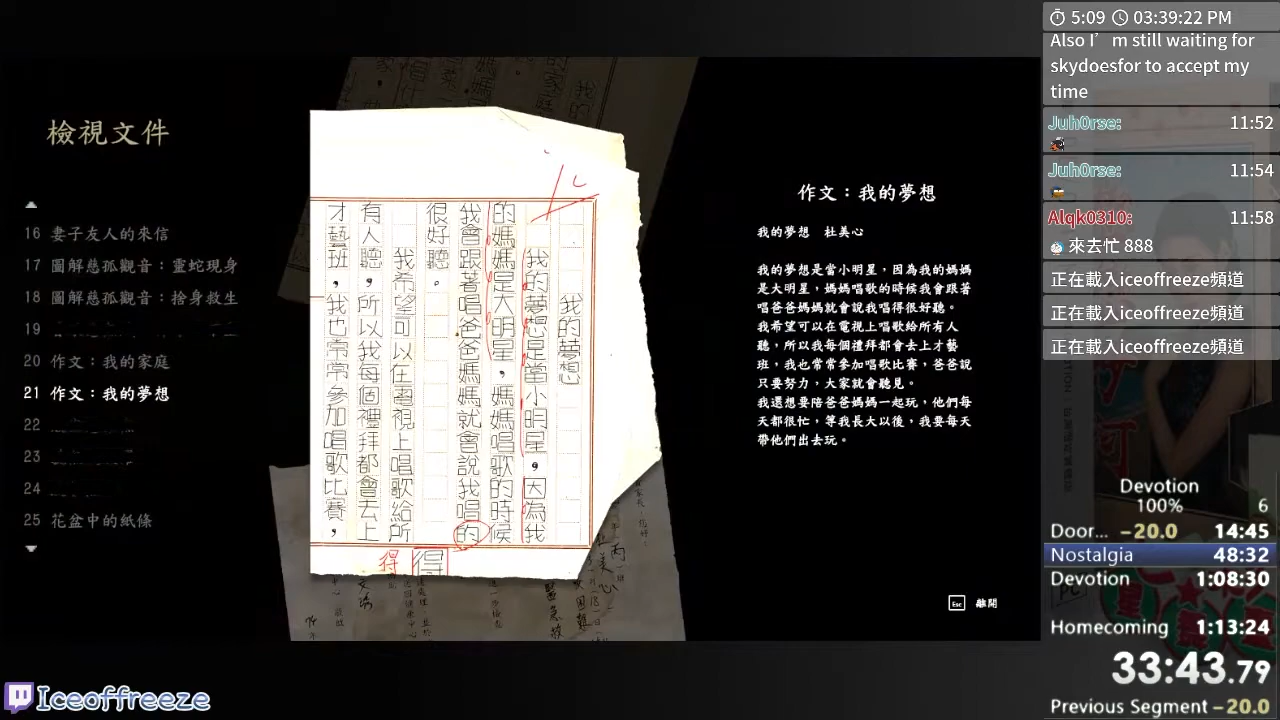 檢視文件
16 妻子友人的來信
17 圖解慈孤觀音：靈蛇現身
18 圖解慈孤觀音：捨身救生
19
20 作文：我的家庭
21 作文：我的夢想
22
23
24
25 花盆中的紙條
我的夢想
我的夢想是當小明星，因為我
的媽媽是大明星，媽媽唱歌的時候
我會跟著唱爸爸媽媽就會說我唱的
得
很好聽。
得
我希望可以在電視上唱歌給所
有人聽，所以我每個禮拜都會去上
才藝班，我也常常參加唱歌比賽，
作文：我的夢想
我的夢想　杜美心
我的夢想是當小明星，因為我的媽媽
是大明星，媽媽唱歌的時候我會跟著
唱爸爸媽媽就會說我唱得很好聽。
我希望可以在電視上唱歌給所有人
聽，所以我每個禮拜都會去上才藝
班，我也常常參加唱歌比賽，爸爸說
只要努力，大家就會聽見。
我還想要陪爸爸媽媽一起玩，他們每
天都很忙，等我長大以後，我要每天
帶他們出去玩。
Esc 離開
5:09 03:39:22 PM
Also I'm still waiting for
skydoesfor to accept my
time
Juh0rse: 11:52
Juh0rse: 11:54
Alqk0310: 11:58
來去忙 888
正在載入iceoffreeze頻道
正在載入iceoffreeze頻道
正在載入iceoffreeze頻道
Devotion
100% 6
Door... −20.0 14:45
Nostalgia 48:32
Devotion 1:08:30
Homecoming 1:13:24
33:43.79
Previous Segment −20.0
Iceoffreeze